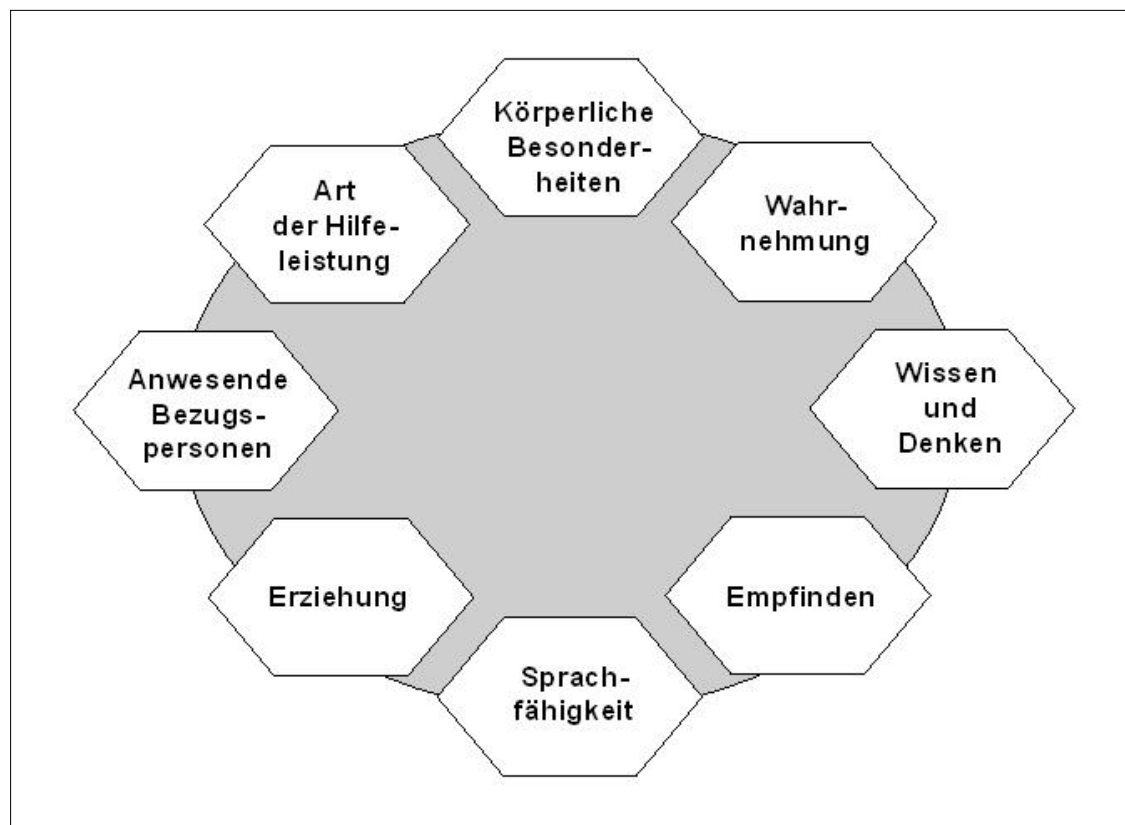 Körperliche
Besonder-
heiten
Art
der Hilfe-
leistung
Wahr-
nehmung
Anwesende
Bezugs-
personen
Wissen
und
Denken
Erziehung
Empfinden
Sprach-
fähigkeit